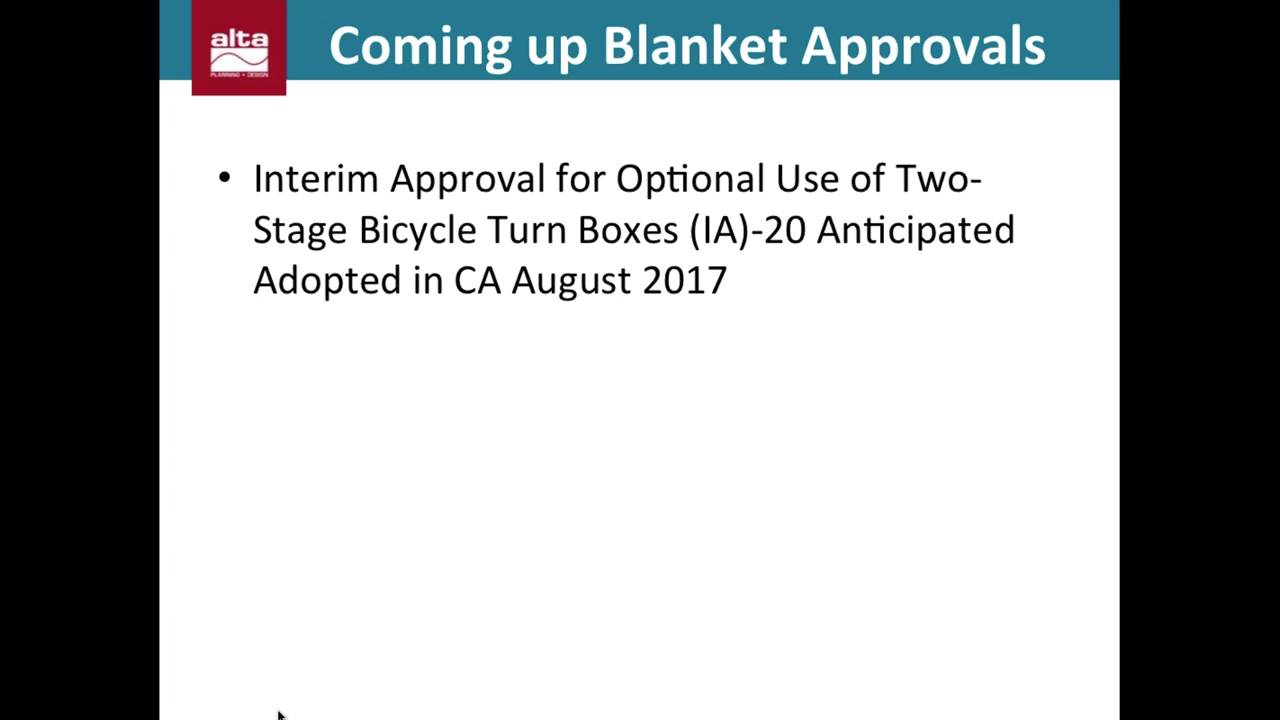 alta
PLANNING + DESIGN
Coming up Blanket Approvals
• Interim Approval for Optional Use of Two-
Stage Bicycle Turn Boxes (IA)-20 Anticipated
Adopted in CA August 2017